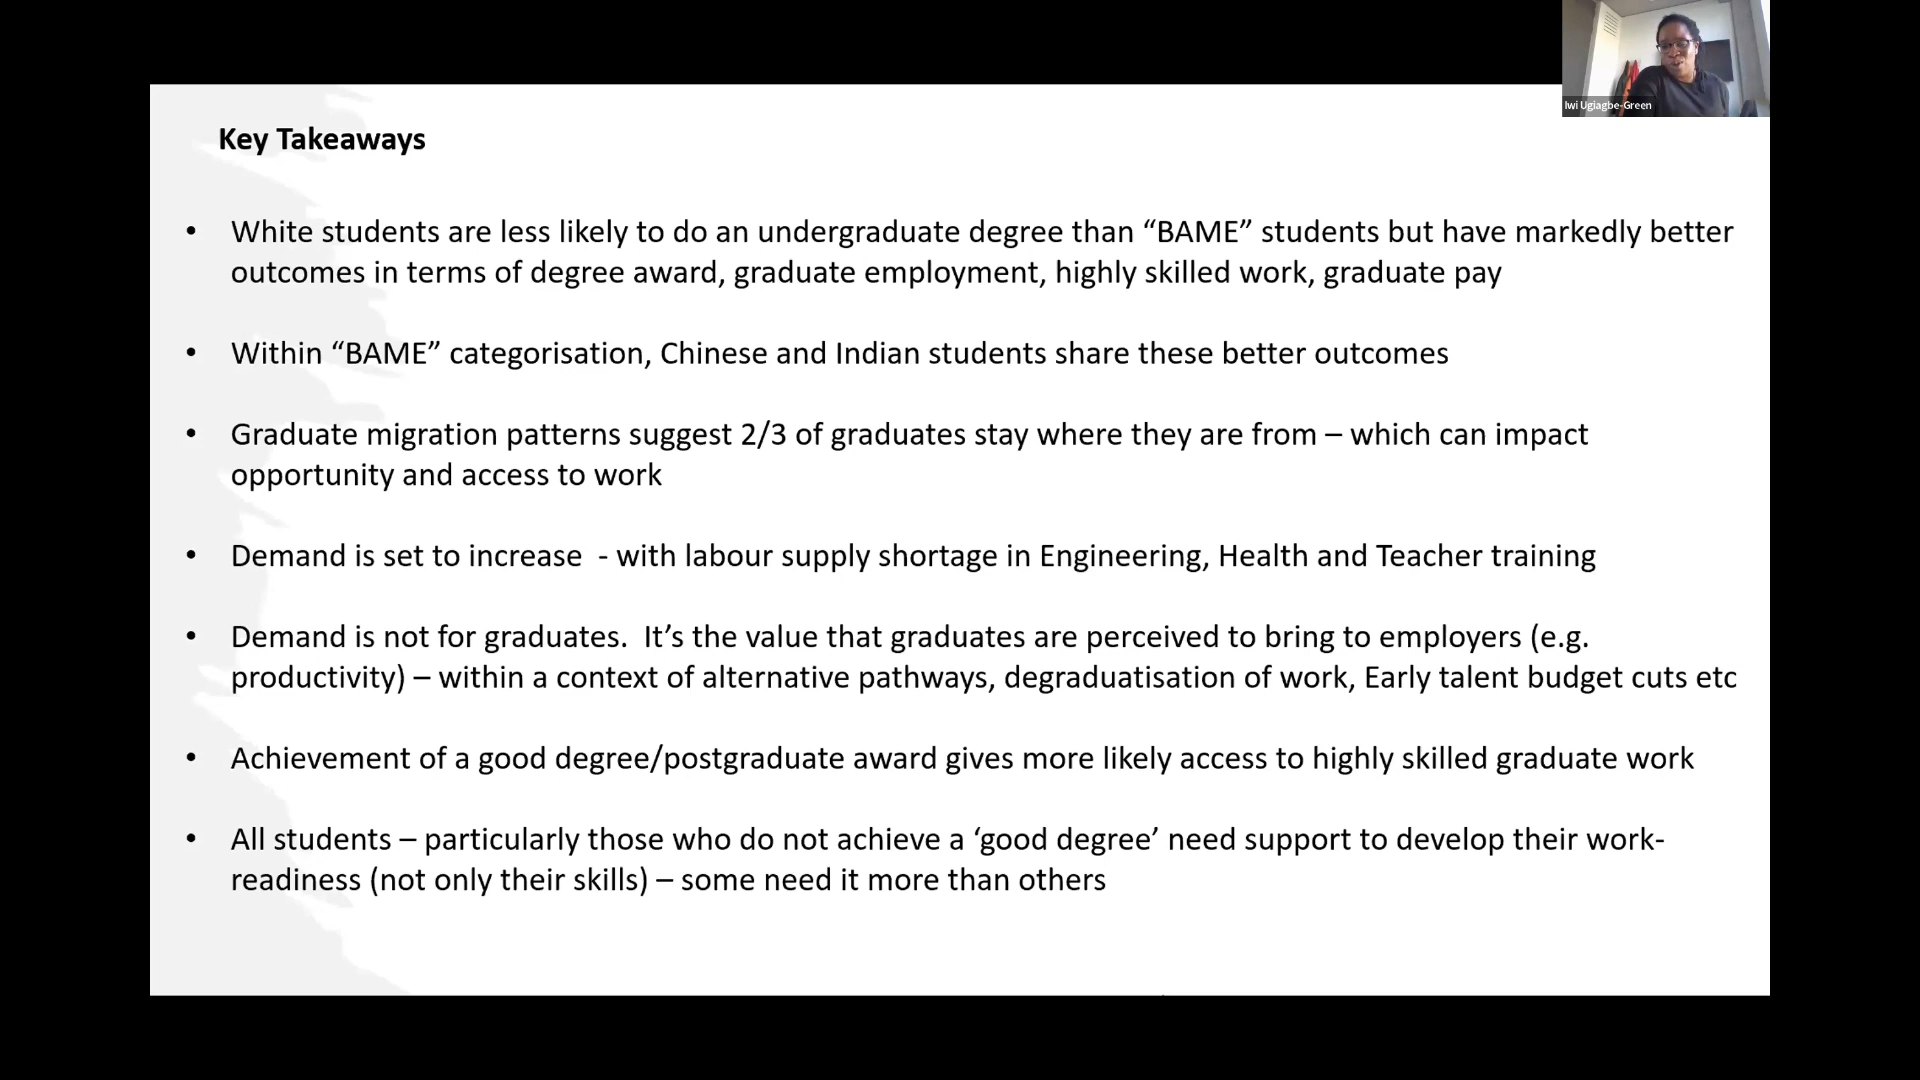 Iwi Ugiagbe-Green
Key Takeaways
• White students are less likely to do an undergraduate degree than “BAME” students but have markedly better
outcomes in terms of degree award, graduate employment, highly skilled work, graduate pay
• Within “BAME” categorisation, Chinese and Indian students share these better outcomes
• Graduate migration patterns suggest 2/3 of graduates stay where they are from – which can impact
opportunity and access to work
• Demand is set to increase  - with labour supply shortage in Engineering, Health and Teacher training
• Demand is not for graduates.  It’s the value that graduates are perceived to bring to employers (e.g.
productivity) – within a context of alternative pathways, degraduatisation of work, Early talent budget cuts etc
• Achievement of a good degree/postgraduate award gives more likely access to highly skilled graduate work
• All students – particularly those who do not achieve a ‘good degree’ need support to develop their work-
readiness (not only their skills) – some need it more than others